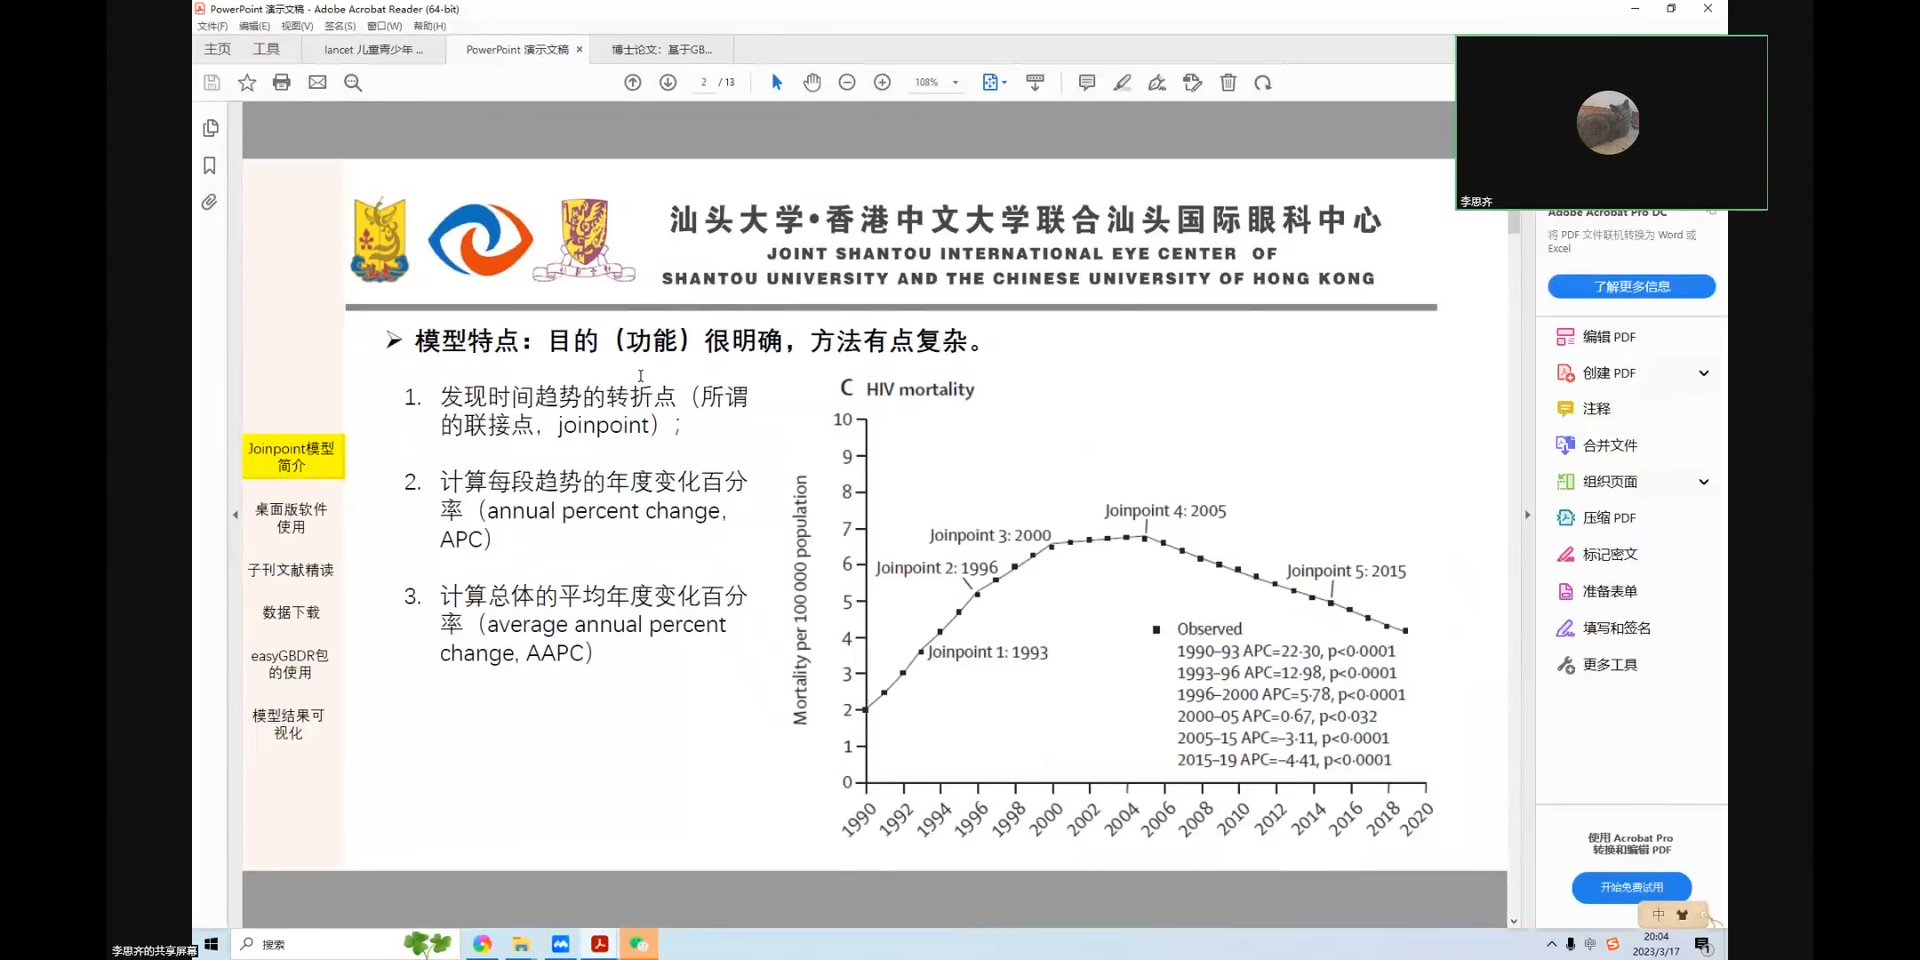 PowerPoint 演示文稿 - Adobe Acrobat Reader (64-bit)
文件(F) 编辑(E) 视图(V) 签名(S) 窗口(W) 帮助(H)
主页 工具 lancet 儿童青少年 ... PowerPoint 演示文稿 × 博士论文：基于GB...
2 / 13 108%
李思齐
Adobe Acrobat Pro DC
将 PDF 文件联机转换为 Word 或
Excel
了解更多信息
编辑 PDF
创建 PDF
注释
合并文件
组织页面
压缩 PDF
标记密文
准备表单
填写和签名
更多工具
使用 Acrobat Pro
转换和编辑 PDF
开始免费试用
汕头大学•香港中文大学联合汕头国际眼科中心
JOINT SHANTOU INTERNATIONAL EYE CENTER OF
SHANTOU UNIVERSITY AND THE CHINESE UNIVERSITY OF HONG KONG
Joinpoint模型
简介
桌面版软件
使用
子刊文献精读
数据下载
easyGBDR包
的使用
模型结果可
视化
➢ 模型特点：目的（功能）很明确，方法有点复杂。
1. 发现时间趋势的转折点（所谓
的联接点，joinpoint）；
2. 计算每段趋势的年度变化百分
率（annual percent change,
APC）
3. 计算总体的平均年度变化百分
率（average annual percent
change, AAPC）
C HIV mortality
Mortality per 100 000 population
10
9
8
7
6
5
4
3
2
1
0
Joinpoint 4: 2005
Joinpoint 3: 2000
Joinpoint 2: 1996
Joinpoint 5: 2015
Joinpoint 1: 1993
Observed
1990–93 APC=22·30, p<0·0001
1993–96 APC=12·98, p<0·0001
1996–2000 APC=5·78, p<0·0001
2000–05 APC=0·67, p<0·032
2005–15 APC=–3·11, p<0·0001
2015–19 APC=–4·41, p<0·0001
1990 1992 1994 1996 1998 2000 2002 2004 2006 2008 2010 2012 2014 2016 2018 2020
中
李思齐的共享屏幕
搜索
中
20:04
2023/3/17
1